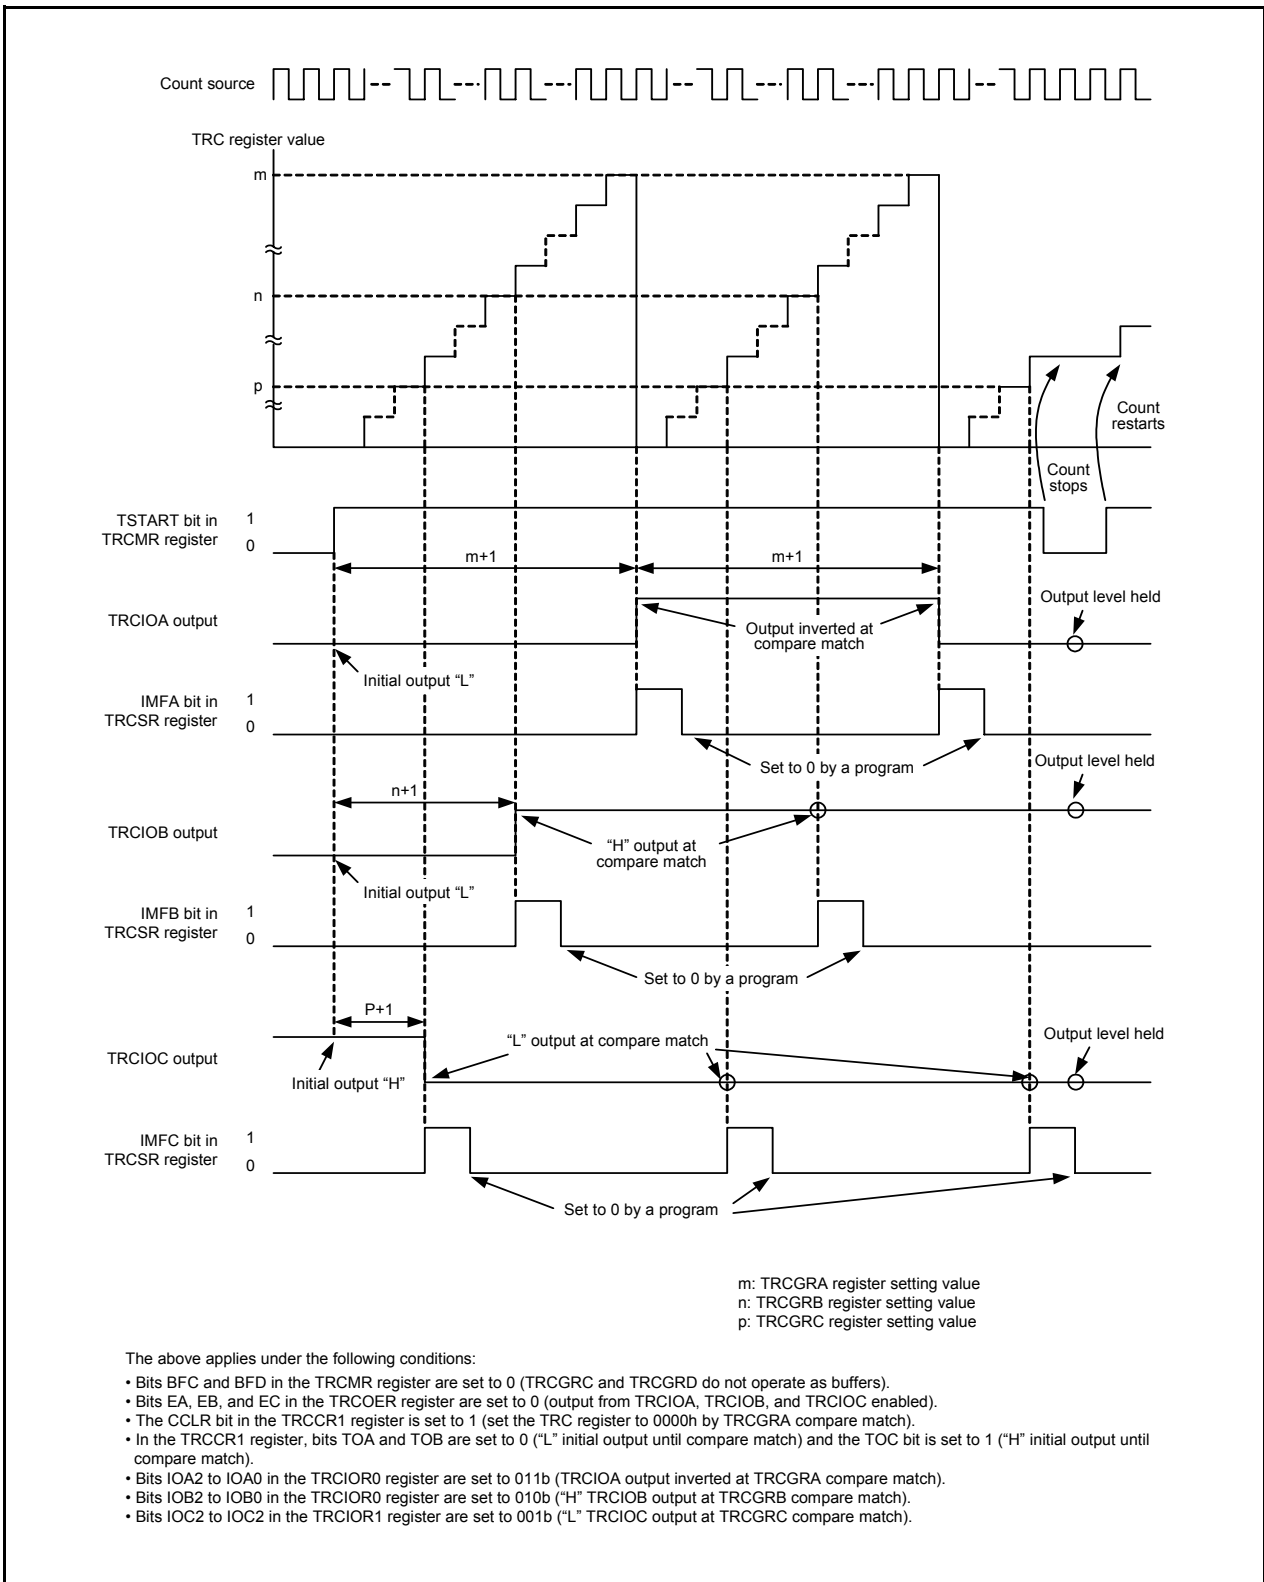 Count source
TRC register value
m
n
p
Count
restarts
Count
stops
TSTART bit in
TRCMR register
1
0
m+1
m+1
TRCIOA output
Output level held
Output inverted at
compare match
Initial output “L”
IMFA bit in
TRCSR register
1
0
Set to 0 by a program
Output level held
n+1
TRCIOB output
“H” output at
compare match
Initial output “L”
IMFB bit in
TRCSR register
1
0
Set to 0 by a program
P+1
TRCIOC output
“L” output at compare match
Output level held
Initial output “H”
IMFC bit in
TRCSR register
1
0
Set to 0 by a program
m: TRCGRA register setting value
n: TRCGRB register setting value
p: TRCGRC register setting value
The above applies under the following conditions:
• Bits BFC and BFD in the TRCMR register are set to 0 (TRCGRC and TRCGRD do not operate as buffers).
• Bits EA, EB, and EC in the TRCOER register are set to 0 (output from TRCIOA, TRCIOB, and TRCIOC enabled).
• The CCLR bit in the TRCCR1 register is set to 1 (set the TRC register to 0000h by TRCGRA compare match).
• In the TRCCR1 register, bits TOA and TOB are set to 0 (“L” initial output until compare match) and the TOC bit is set to 1 (“H” initial output until
compare match).
• Bits IOA2 to IOA0 in the TRCIOR0 register are set to 011b (TRCIOA output inverted at TRCGRA compare match).
• Bits IOB2 to IOB0 in the TRCIOR0 register are set to 010b (“H” TRCIOB output at TRCGRB compare match).
• Bits IOC2 to IOC2 in the TRCIOR1 register are set to 001b (“L” TRCIOC output at TRCGRC compare match).